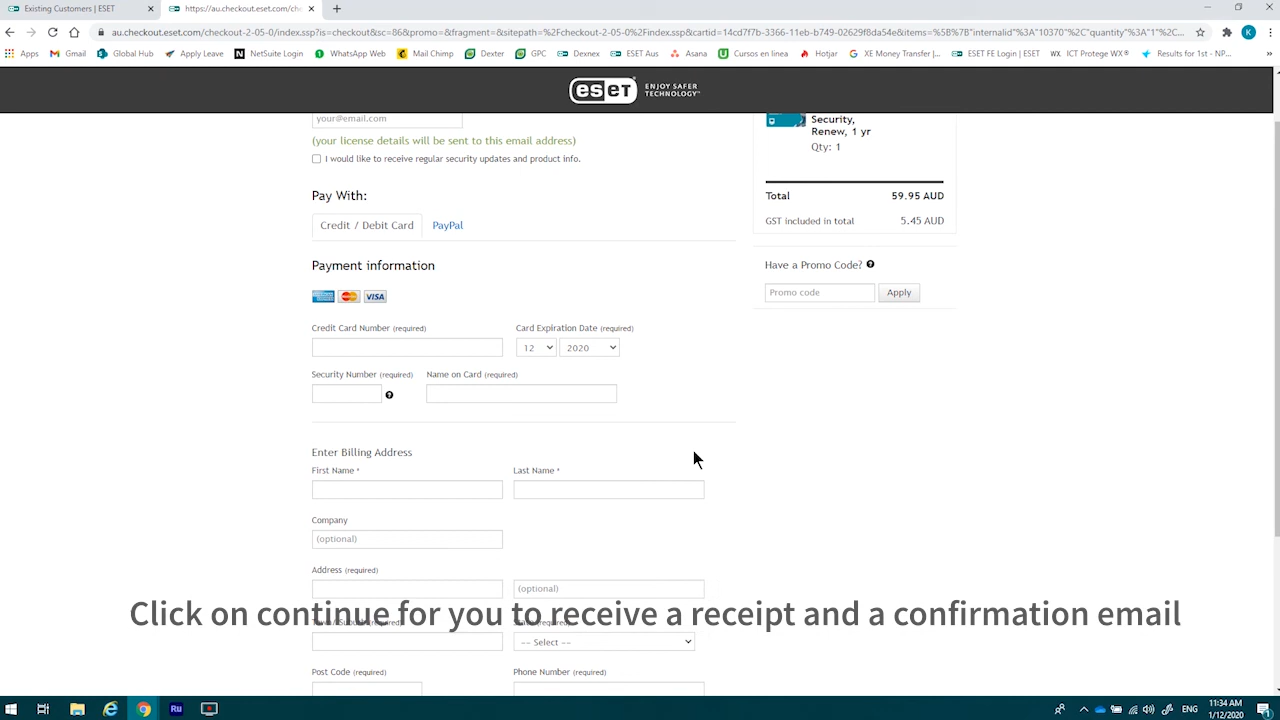 Existing Customers | ESET
https://au.checkout.eset.com/che
au.checkout.eset.com/checkout-2-05-0/index.ssp?is=checkout&sc=86&promo=&fragment=&sitepath=%2Fcheckout-2-05-0%2Findex.ssp&cartid=14cd7f7b-3366-11eb-b749-02629f8da54e&items=%5B%7B"internalid"%3A"10370"%2C"quantity"%3A"1"%2C...
Apps Gmail Global Hub Apply Leave NetSuite Login WhatsApp Web Mail Chimp Dexter GPC Dexnex ESET Aus Asana Cursos en línea Hotjar XE Money Transfer |... ESET FE Login | ESET ICT Protege WX® Results for 1st - NP...
eset ENJOY SAFER
TECHNOLOGY™
your@email.com
(your license details will be sent to this email address)
I would like to receive regular security updates and product info.
Pay With:
Credit / Debit Card PayPal
Payment information
VISA
Credit Card Number (required) Card Expiration Date (required)
12 2020
Security Number (required) Name on Card (required)
Enter Billing Address
First Name * Last Name *
Company
(optional)
Address (required)
(optional)
-- Select --
Post Code (required) Phone Number (required)
Security,
Renew, 1 yr
Qty: 1
Total 59.95 AUD
GST included in total 5.45 AUD
Have a Promo Code?
Promo code Apply
Click on continue for you to receive a receipt and a confirmation email
ENG
11:34 AM
1/12/2020